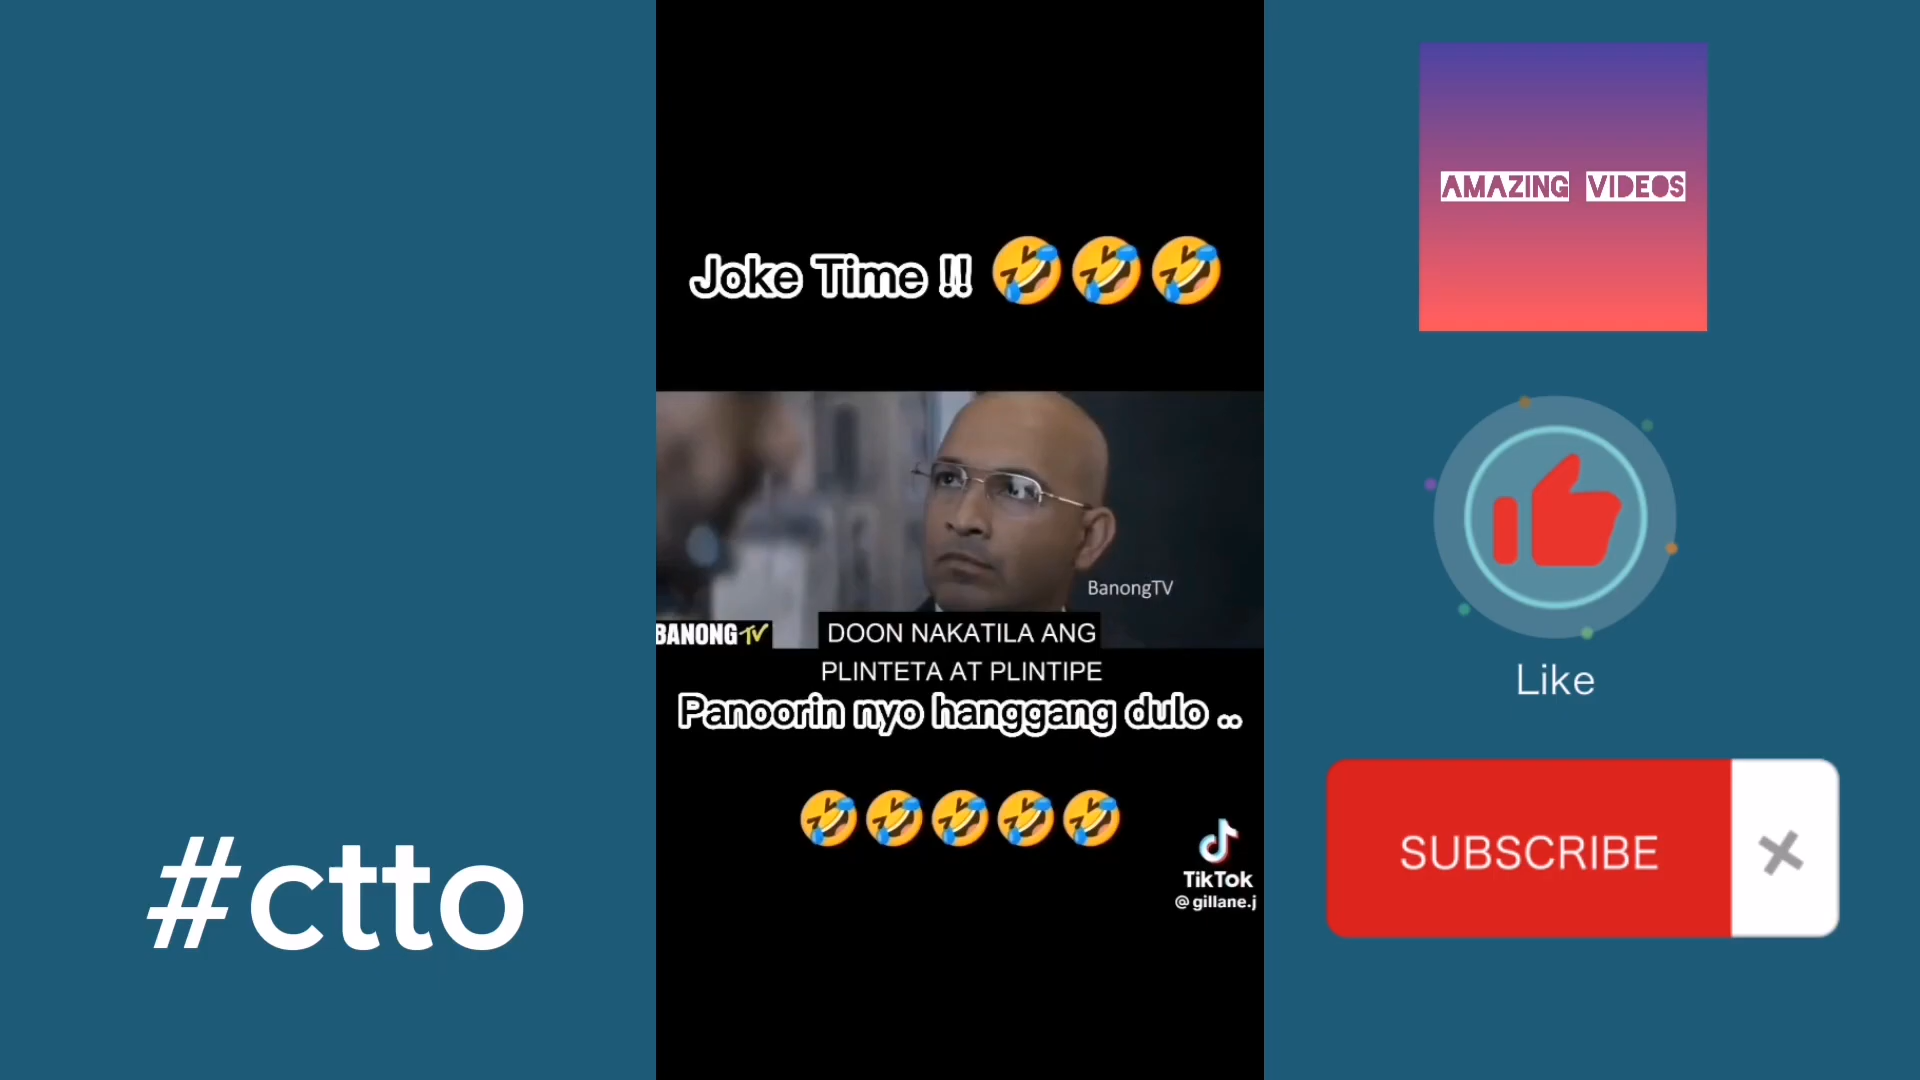 AMAZING VIDEOS
Joke Time !! 🤣🤣🤣
BanongTV
BANONG TV
DOON NAKATILA ANG
PLINTETA AT PLINTIPE
Panoorin nyo hanggang dulo ..
🤣🤣🤣🤣🤣
TikTok
@gillane.j
#ctto
Like
SUBSCRIBE